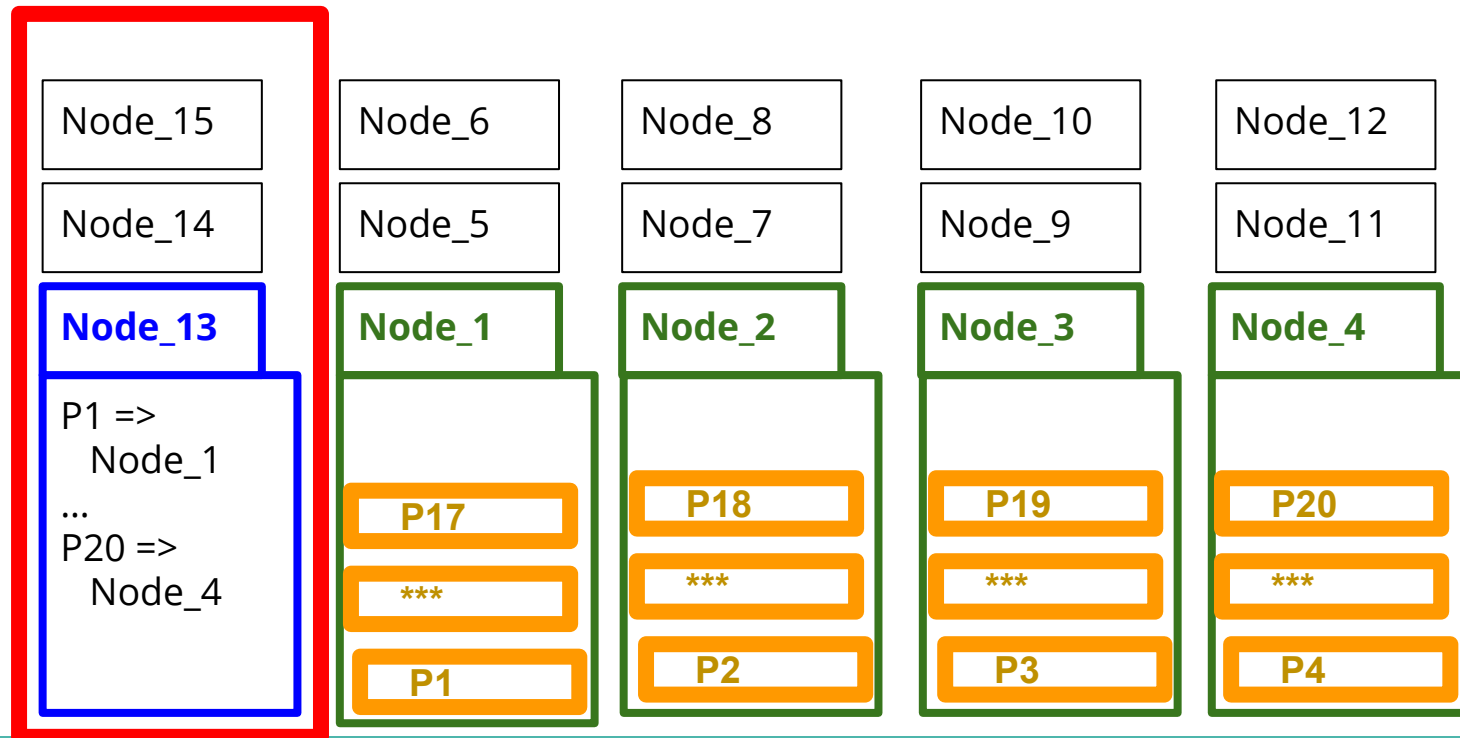 Node_15
Node_14
Node_13
P1 =>
Node_1
...
P20 =>
Node_4
Node_6
Node_5
Node_1
P17
***
P1
Node_8
Node_7
Node_2
P18
***
P2
Node_10
Node_9
Node_3
P19
***
P3
Node_12
Node_11
Node_4
P20
***
P4